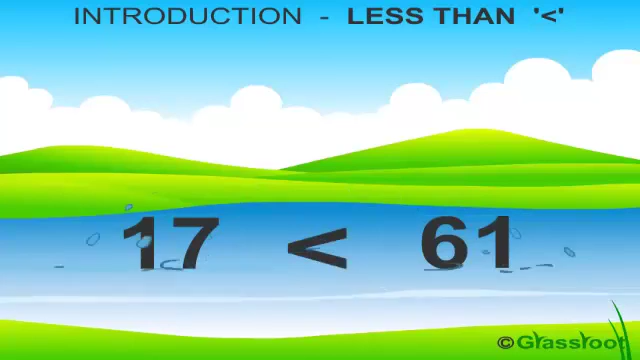 INTRODUCTION - LESS THAN '<'
17 < 61
© Grassroot